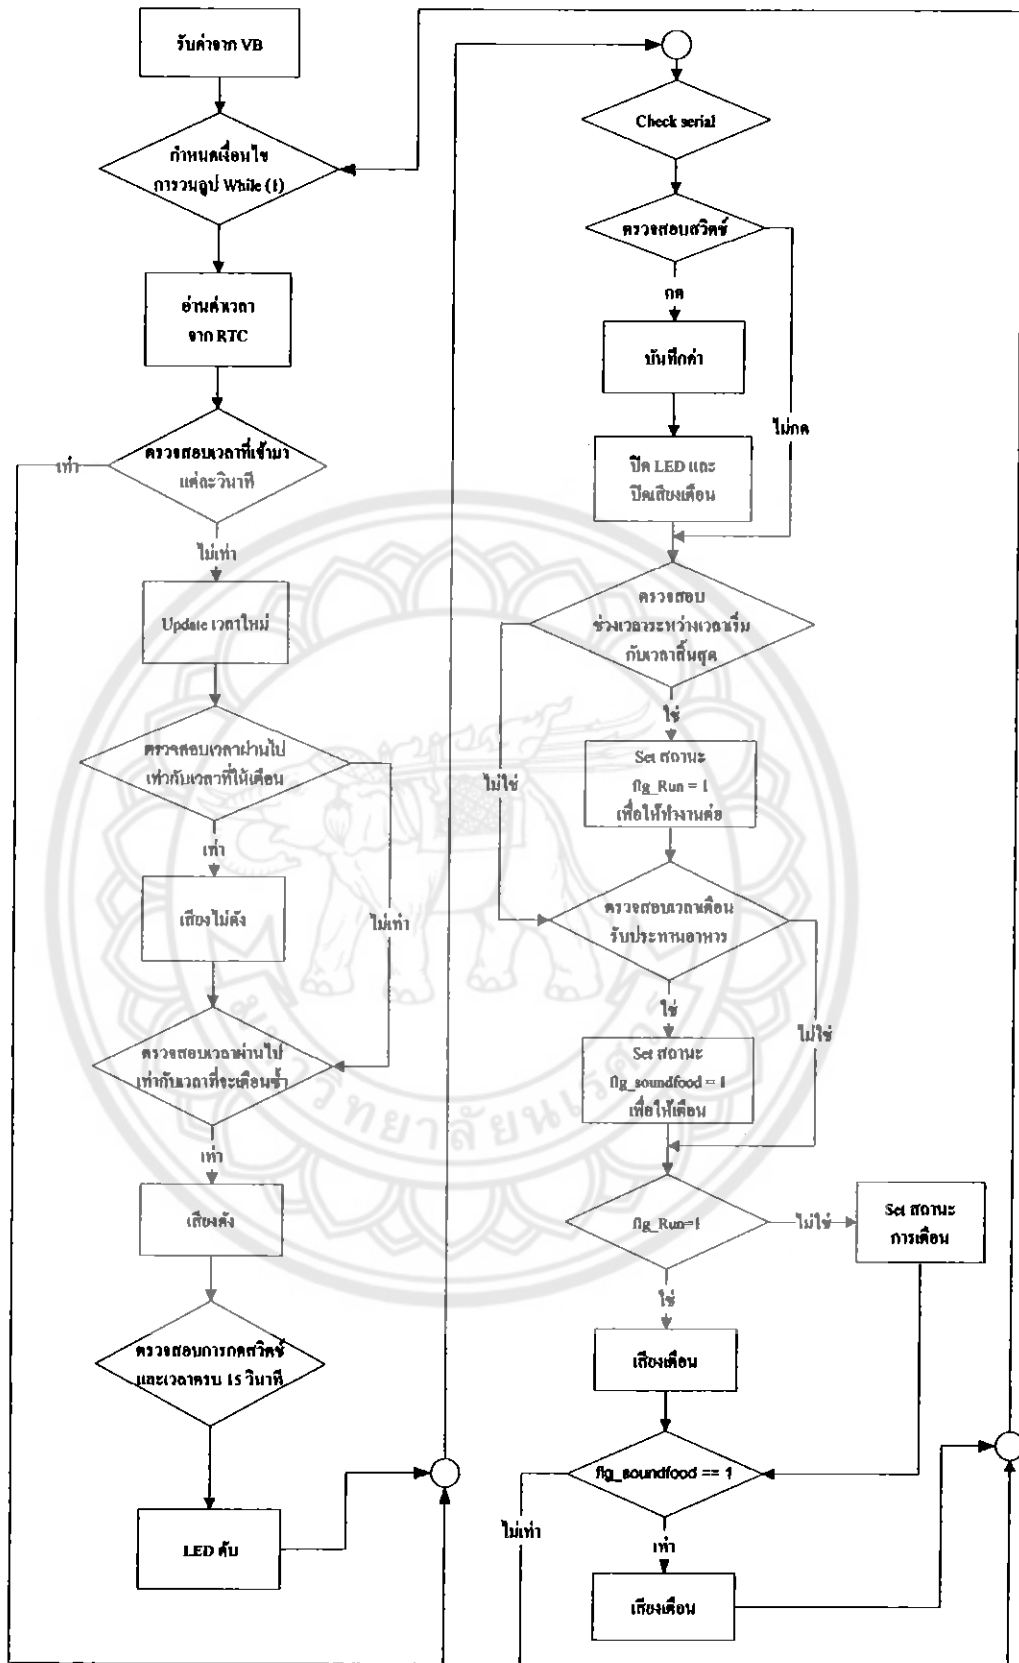 รับค่าจาก VB
กำหนดเงื่อนไข
การวนลูป While (1)
อ่านค่าเวลา
จาก RTC
ตรวจสอบเวลาที่เข้ามา
แต่ละวินาที
เท่า
ไม่เท่า
Update เวลาใหม่
ตรวจสอบเวลาผ่านไป
เท่ากับเวลาที่ให้เตือน
เท่า
ไม่เท่า
เสียงไม่ดัง
ตรวจสอบเวลาผ่านไป
เท่ากับเวลาที่จะเตือนซ้ำ
เท่า
เสียงดัง
ตรวจสอบการกดสวิตช์
และเวลาครบ 15 วินาที
LED ดับ
Check serial
ตรวจสอบสวิตช์
กด
ไม่กด
บันทึกค่า
ปิด LED และ
ปิดเสียงเตือน
ตรวจสอบ
ช่วงเวลาระหว่างเวลาเริ่ม
กับเวลาสิ้นสุด
ใช่
ไม่ใช่
Set สถานะ
flg_Run = 1
เพื่อให้ทำงานต่อ
ตรวจสอบเวลาเตือน
รับประทานอาหาร
ใช่
ไม่ใช่
Set สถานะ
flg_soundfood = 1
เพื่อให้เตือน
flg_Run=1
ไม่ใช่
Set สถานะ
การเตือน
ใช่
เสียงเตือน
flg_soundfood == 1
ไม่เท่า
เท่า
เสียงเตือน
มหาวิทยาลัยนเรศวร